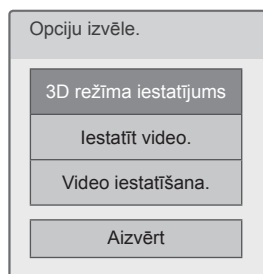 Opciju izvēle.
3D režīma iestatījums
Iestatīt video.
Video iestatīšana.
Aizvērt